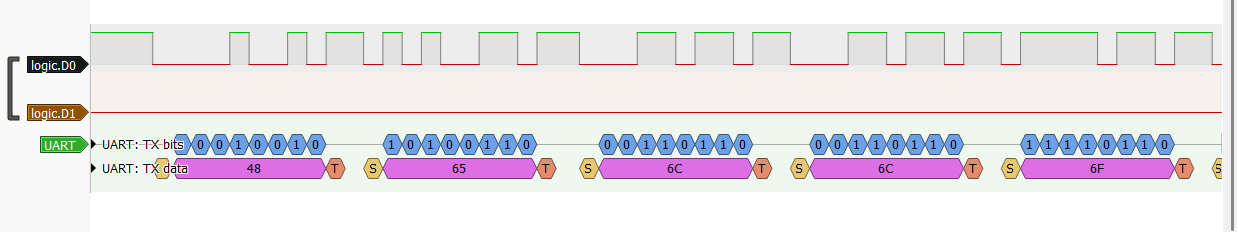 logic.D0
logic.D1
UART UART: TX bits 0 0 1 0 0 1 0 1 0 0 1 1 0 1 1 0 0 0 1 1 0 1 1 0 0 0 1 1 0 1 1 0 1 1 1 1 0 1 1 0
UART: TX data 48 T S 65 T S 6C T S 6C T S 6F T S